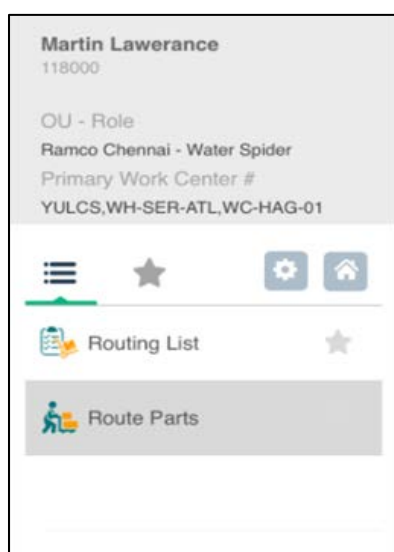 Martin Lawerance
118000
OU - Role
Ramco Chennai - Water Spider
Primary Work Center #
YULCS,WH-SER-ATL,WC-HAG-01
Routing List
Route Parts